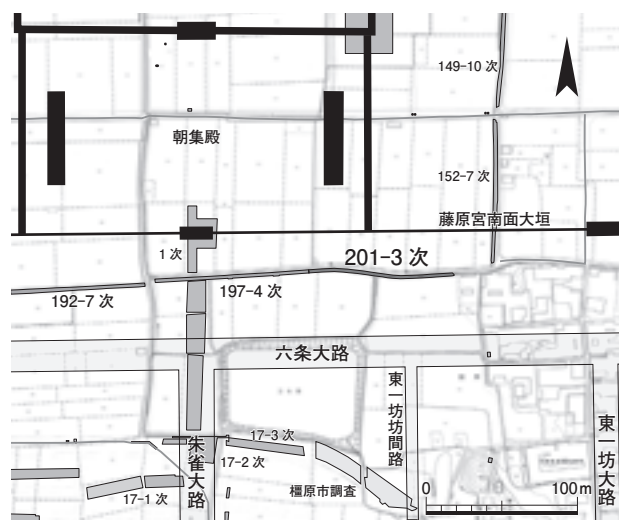 149-10 次
朝集殿
152-7 次
藤原宮南面大垣
1 次
201-3 次
192-7 次
197-4 次
六条大路
東一坊坊間路
東一坊大路
朱雀大路
17-3 次
17-2 次
17-1 次
橿原市調査
0 100m